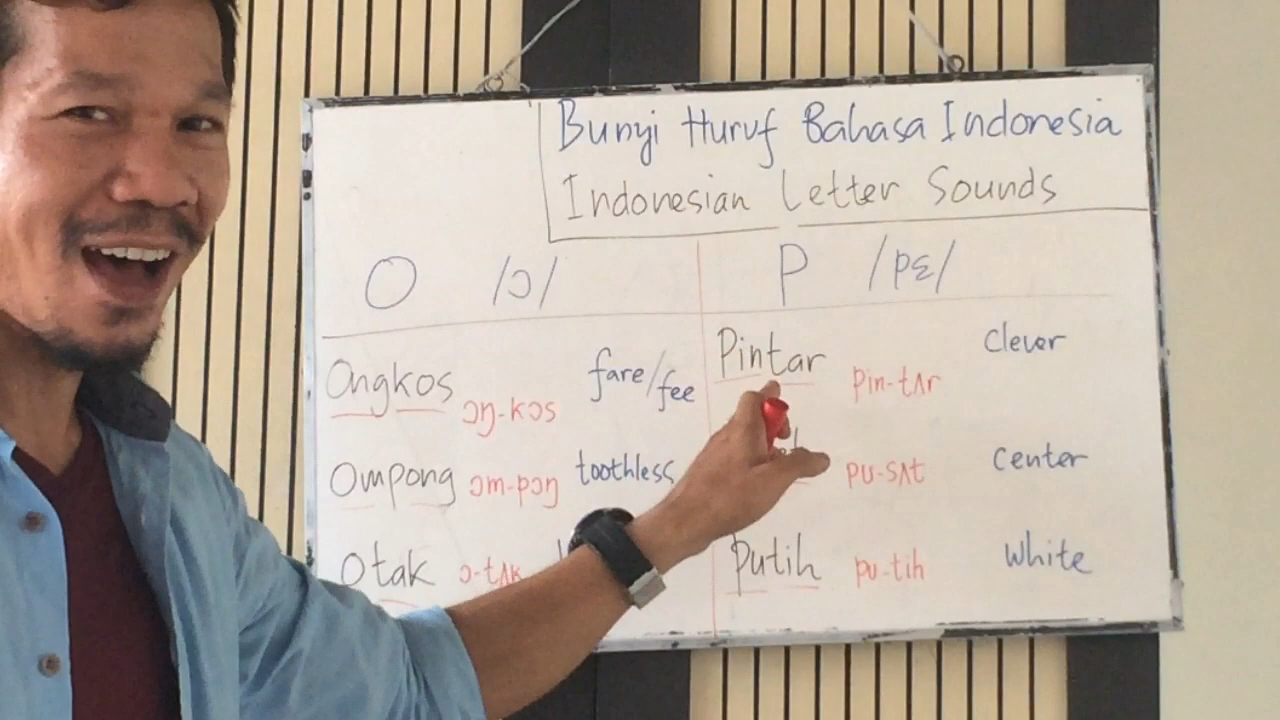 Bunyi Huruf Bahasa Indonesia
Indonesian Letter Sounds
O /ɔ/
Ongkos ɔŋ-kɔs fare/fee
Ompong ɔm-pɔŋ toothless
Otak ɔ-tʌk
P /pɛ/
Pintar pin-tʌr clever
pʊ-sʌt center
putih pu-tih white